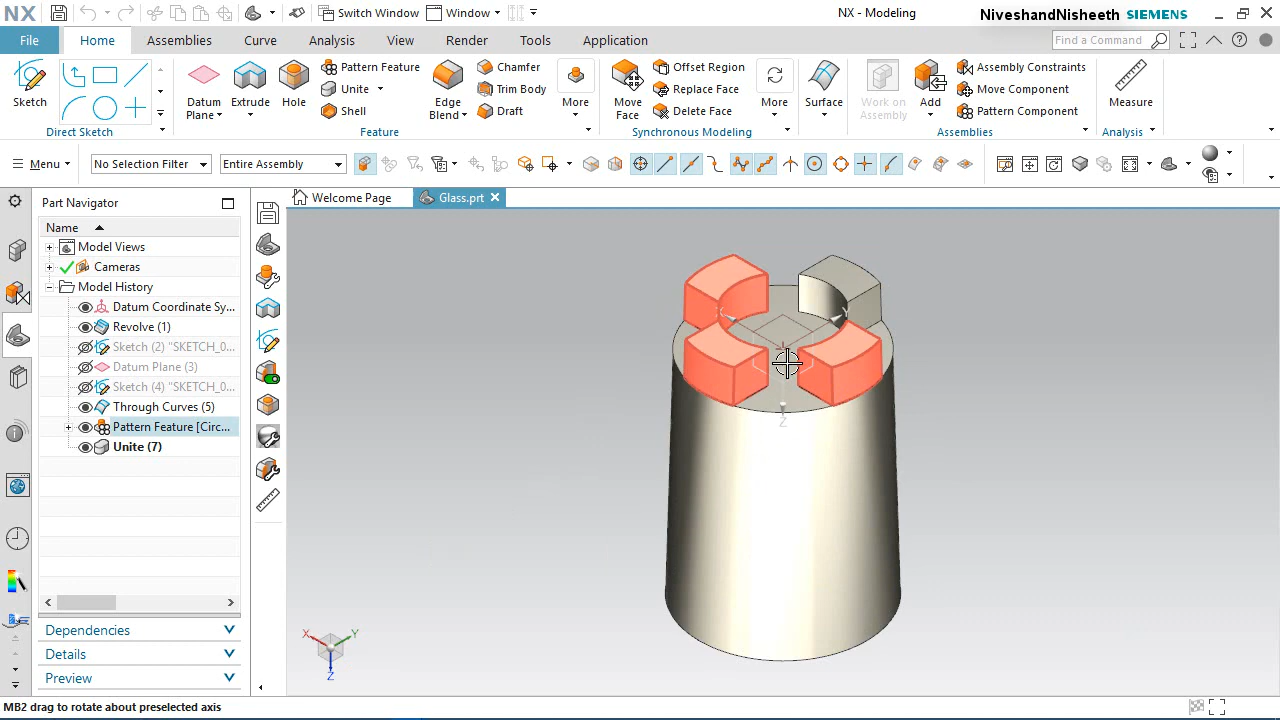 NX
Switch Window
Window
NX - Modeling
NiveshandNisheeth SIEMENS
File
Home
Assemblies
Curve
Analysis
View
Render
Tools
Application
Find a Command
Sketch
Direct Sketch
Datum
Plane
Extrude
Hole
Pattern Feature
Unite
Shell
Edge
Blend
Chamfer
Trim Body
Draft
More
Feature
Move
Face
Offset Region
Replace Face
Delete Face
More
Synchronous Modeling
Surface
Work on
Assembly
Add
Assembly Constraints
Move Component
Pattern Component
Assemblies
Measure
Analysis
Menu
No Selection Filter
Entire Assembly
Part Navigator
Welcome Page
Glass.prt
Name
Model Views
Cameras
Model History
Datum Coordinate Sy...
Revolve (1)
Sketch (2) "SKETCH_0...
Datum Plane (3)
Sketch (4) "SKETCH_0...
Through Curves (5)
Pattern Feature [Circ...
Unite (7)
Dependencies
Details
Preview
X
Y
Z
X
Y
Z
MB2 drag to rotate about preselected axis